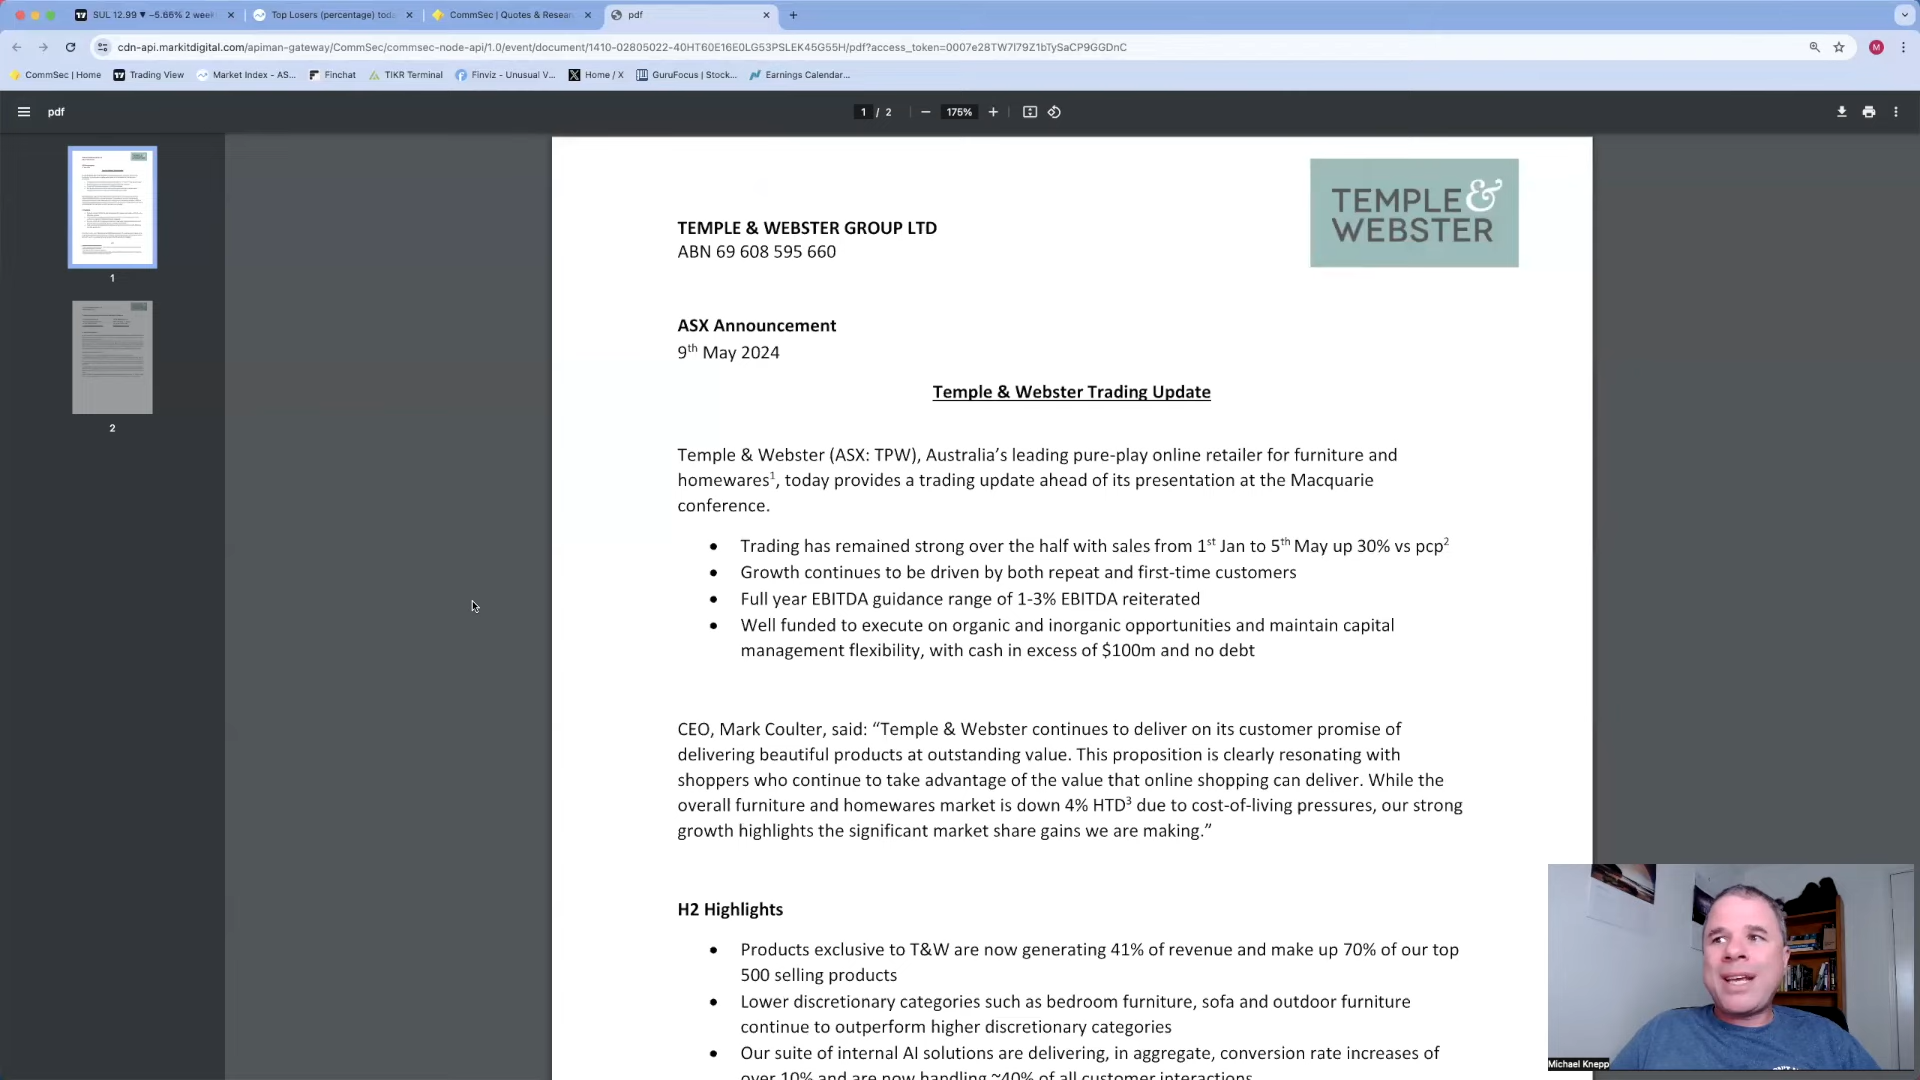 SUL 12.99 ▼ −5.66% 2 week
Top Losers (percentage) toda
CommSec | Quotes & Resear
pdf
cdn-api.markitdigital.com/apiman-gateway/CommSec/commsec-node-api/1.0/event/document/1410-02805022-40HT60E16E0LG53PSLEK45G55H/pdf?access_token=0007e28TW7I79Z1bTySaCP9GGDnC
M
CommSec | Home
Trading View
Market Index - AS...
Finchat
TIKR Terminal
Finviz - Unusual V...
Home / X
GuruFocus | Stock...
Earnings Calendar...
pdf
1 / 2
175%
1
2
TEMPLE &
WEBSTER
TEMPLE & WEBSTER GROUP LTD
ABN 69 608 595 660
ASX Announcement
9th May 2024
Temple & Webster Trading Update
Temple & Webster (ASX: TPW), Australia’s leading pure-play online retailer for furniture and
homewares1, today provides a trading update ahead of its presentation at the Macquarie
conference.
• Trading has remained strong over the half with sales from 1st Jan to 5th May up 30% vs pcp2
• Growth continues to be driven by both repeat and first-time customers
• Full year EBITDA guidance range of 1-3% EBITDA reiterated
• Well funded to execute on organic and inorganic opportunities and maintain capital
management flexibility, with cash in excess of $100m and no debt
CEO, Mark Coulter, said: “Temple & Webster continues to deliver on its customer promise of
delivering beautiful products at outstanding value. This proposition is clearly resonating with
shoppers who continue to take advantage of the value that online shopping can deliver. While the
overall furniture and homewares market is down 4% HTD3 due to cost-of-living pressures, our strong
growth highlights the significant market share gains we are making.”
H2 Highlights
• Products exclusive to T&W are now generating 41% of revenue and make up 70% of our top
500 selling products
• Lower discretionary categories such as bedroom furniture, sofa and outdoor furniture
continue to outperform higher discretionary categories
• Our suite of internal AI solutions are delivering, in aggregate, conversion rate increases of
over 10% and are now handling ~40% of all customer interactions
Michael Knepp